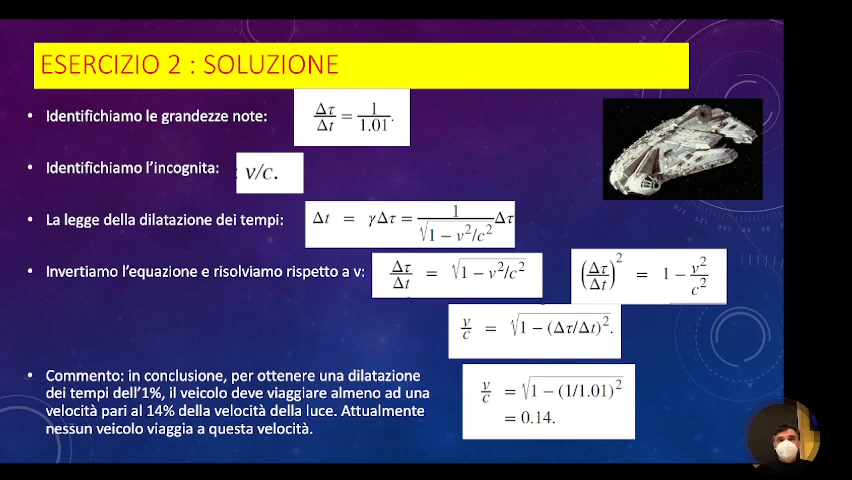 ESERCIZIO 2 : SOLUZIONE
• Identifichiamo le grandezze note: Δτ/Δt = 1/1.01.
• Identifichiamo l'incognita: v/c.
• La legge della dilatazione dei tempi: Δt = γΔτ = 1/√(1 − v²/c²) Δτ
• Invertiamo l'equazione e risolviamo rispetto a v: Δτ/Δt = √(1 − v²/c²) (Δτ/Δt)² = 1 − v²/c²
v/c = √(1 − (Δτ/Δt)²).
• Commento: in conclusione, per ottenere una dilatazione
dei tempi dell'1%, il veicolo deve viaggiare almeno ad una
velocità pari al 14% della velocità della luce. Attualmente
nessun veicolo viaggia a questa velocità.
v/c = √(1 − (1/1.01)²)
= 0.14.